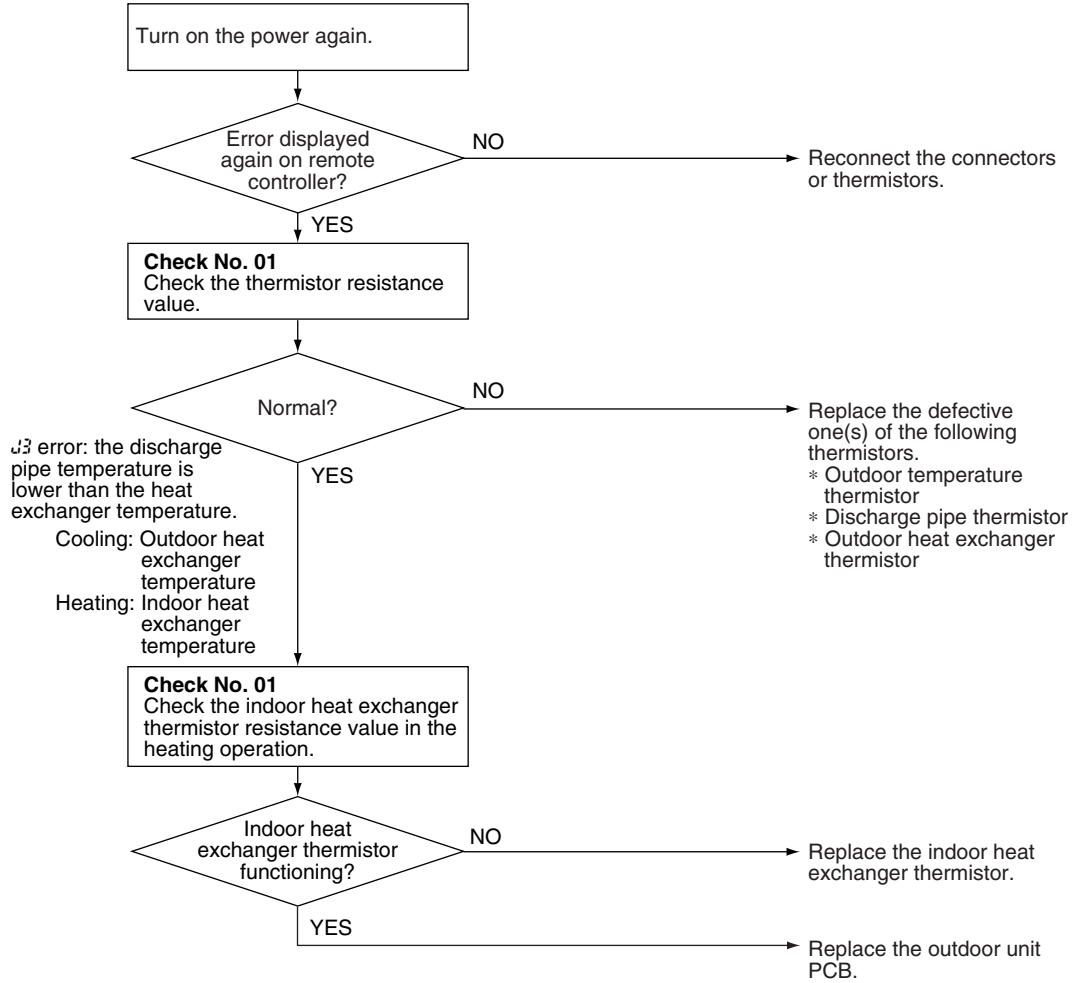 Turn on the power again.
Error displayed
again on remote
controller?
NO
Reconnect the connectors
or thermistors.
YES
Check No. 01
Check the thermistor resistance
value.
Normal?
NO
Replace the defective
one(s) of the following
thermistors.
* Outdoor temperature
thermistor
* Discharge pipe thermistor
* Outdoor heat exchanger
thermistor
YES
J3 error: the discharge
pipe temperature is
lower than the heat
exchanger temperature.
Cooling: Outdoor heat
exchanger
temperature
Heating: Indoor heat
exchanger
temperature
Check No. 01
Check the indoor heat exchanger
thermistor resistance value in the
heating operation.
Indoor heat
exchanger thermistor
functioning?
NO
Replace the indoor heat
exchanger thermistor.
YES
Replace the outdoor unit
PCB.